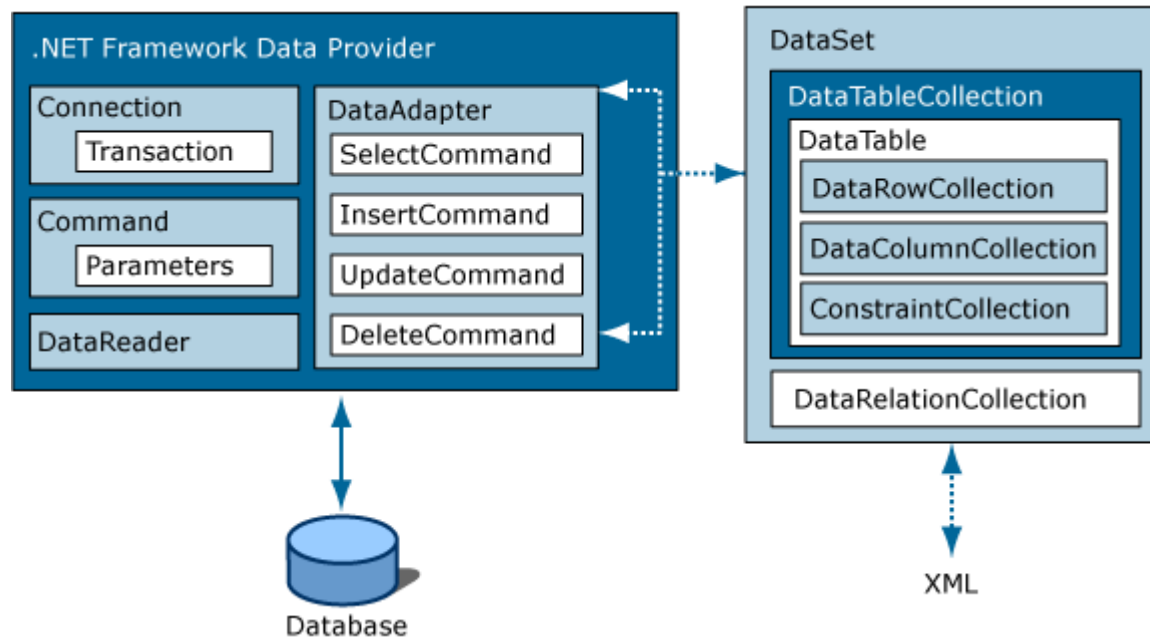 .NET Framework Data Provider
Connection
Transaction
Command
Parameters
DataReader
DataAdapter
SelectCommand
InsertCommand
UpdateCommand
DeleteCommand
Database
DataSet
DataTableCollection
DataTable
DataRowCollection
DataColumnCollection
ConstraintCollection
DataRelationCollection
XML